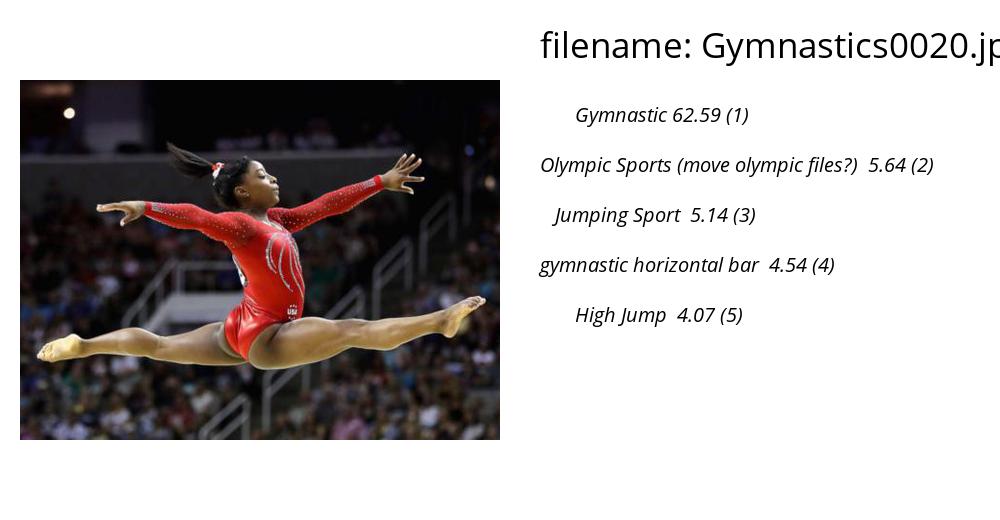 filename: Gymnastics0020.jp
Gymnastic 62.59 (1)
Olympic Sports (move olympic files?) 5.64 (2)
Jumping Sport 5.14 (3)
gymnastic horizontal bar 4.54 (4)
High Jump 4.07 (5)
USA